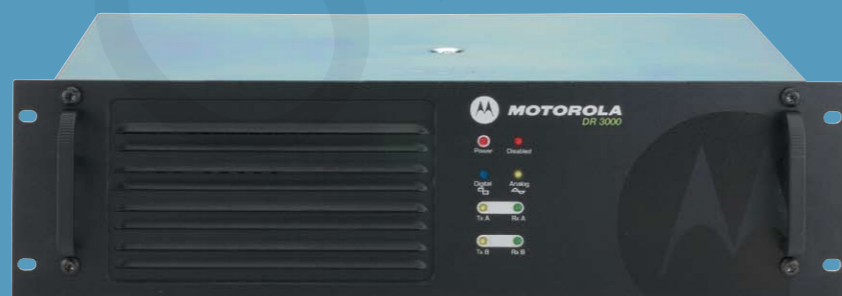 MOTOROLA
DR 3000
Power Disabled
Digital Analog
Tx A Rx A
Tx B Rx B